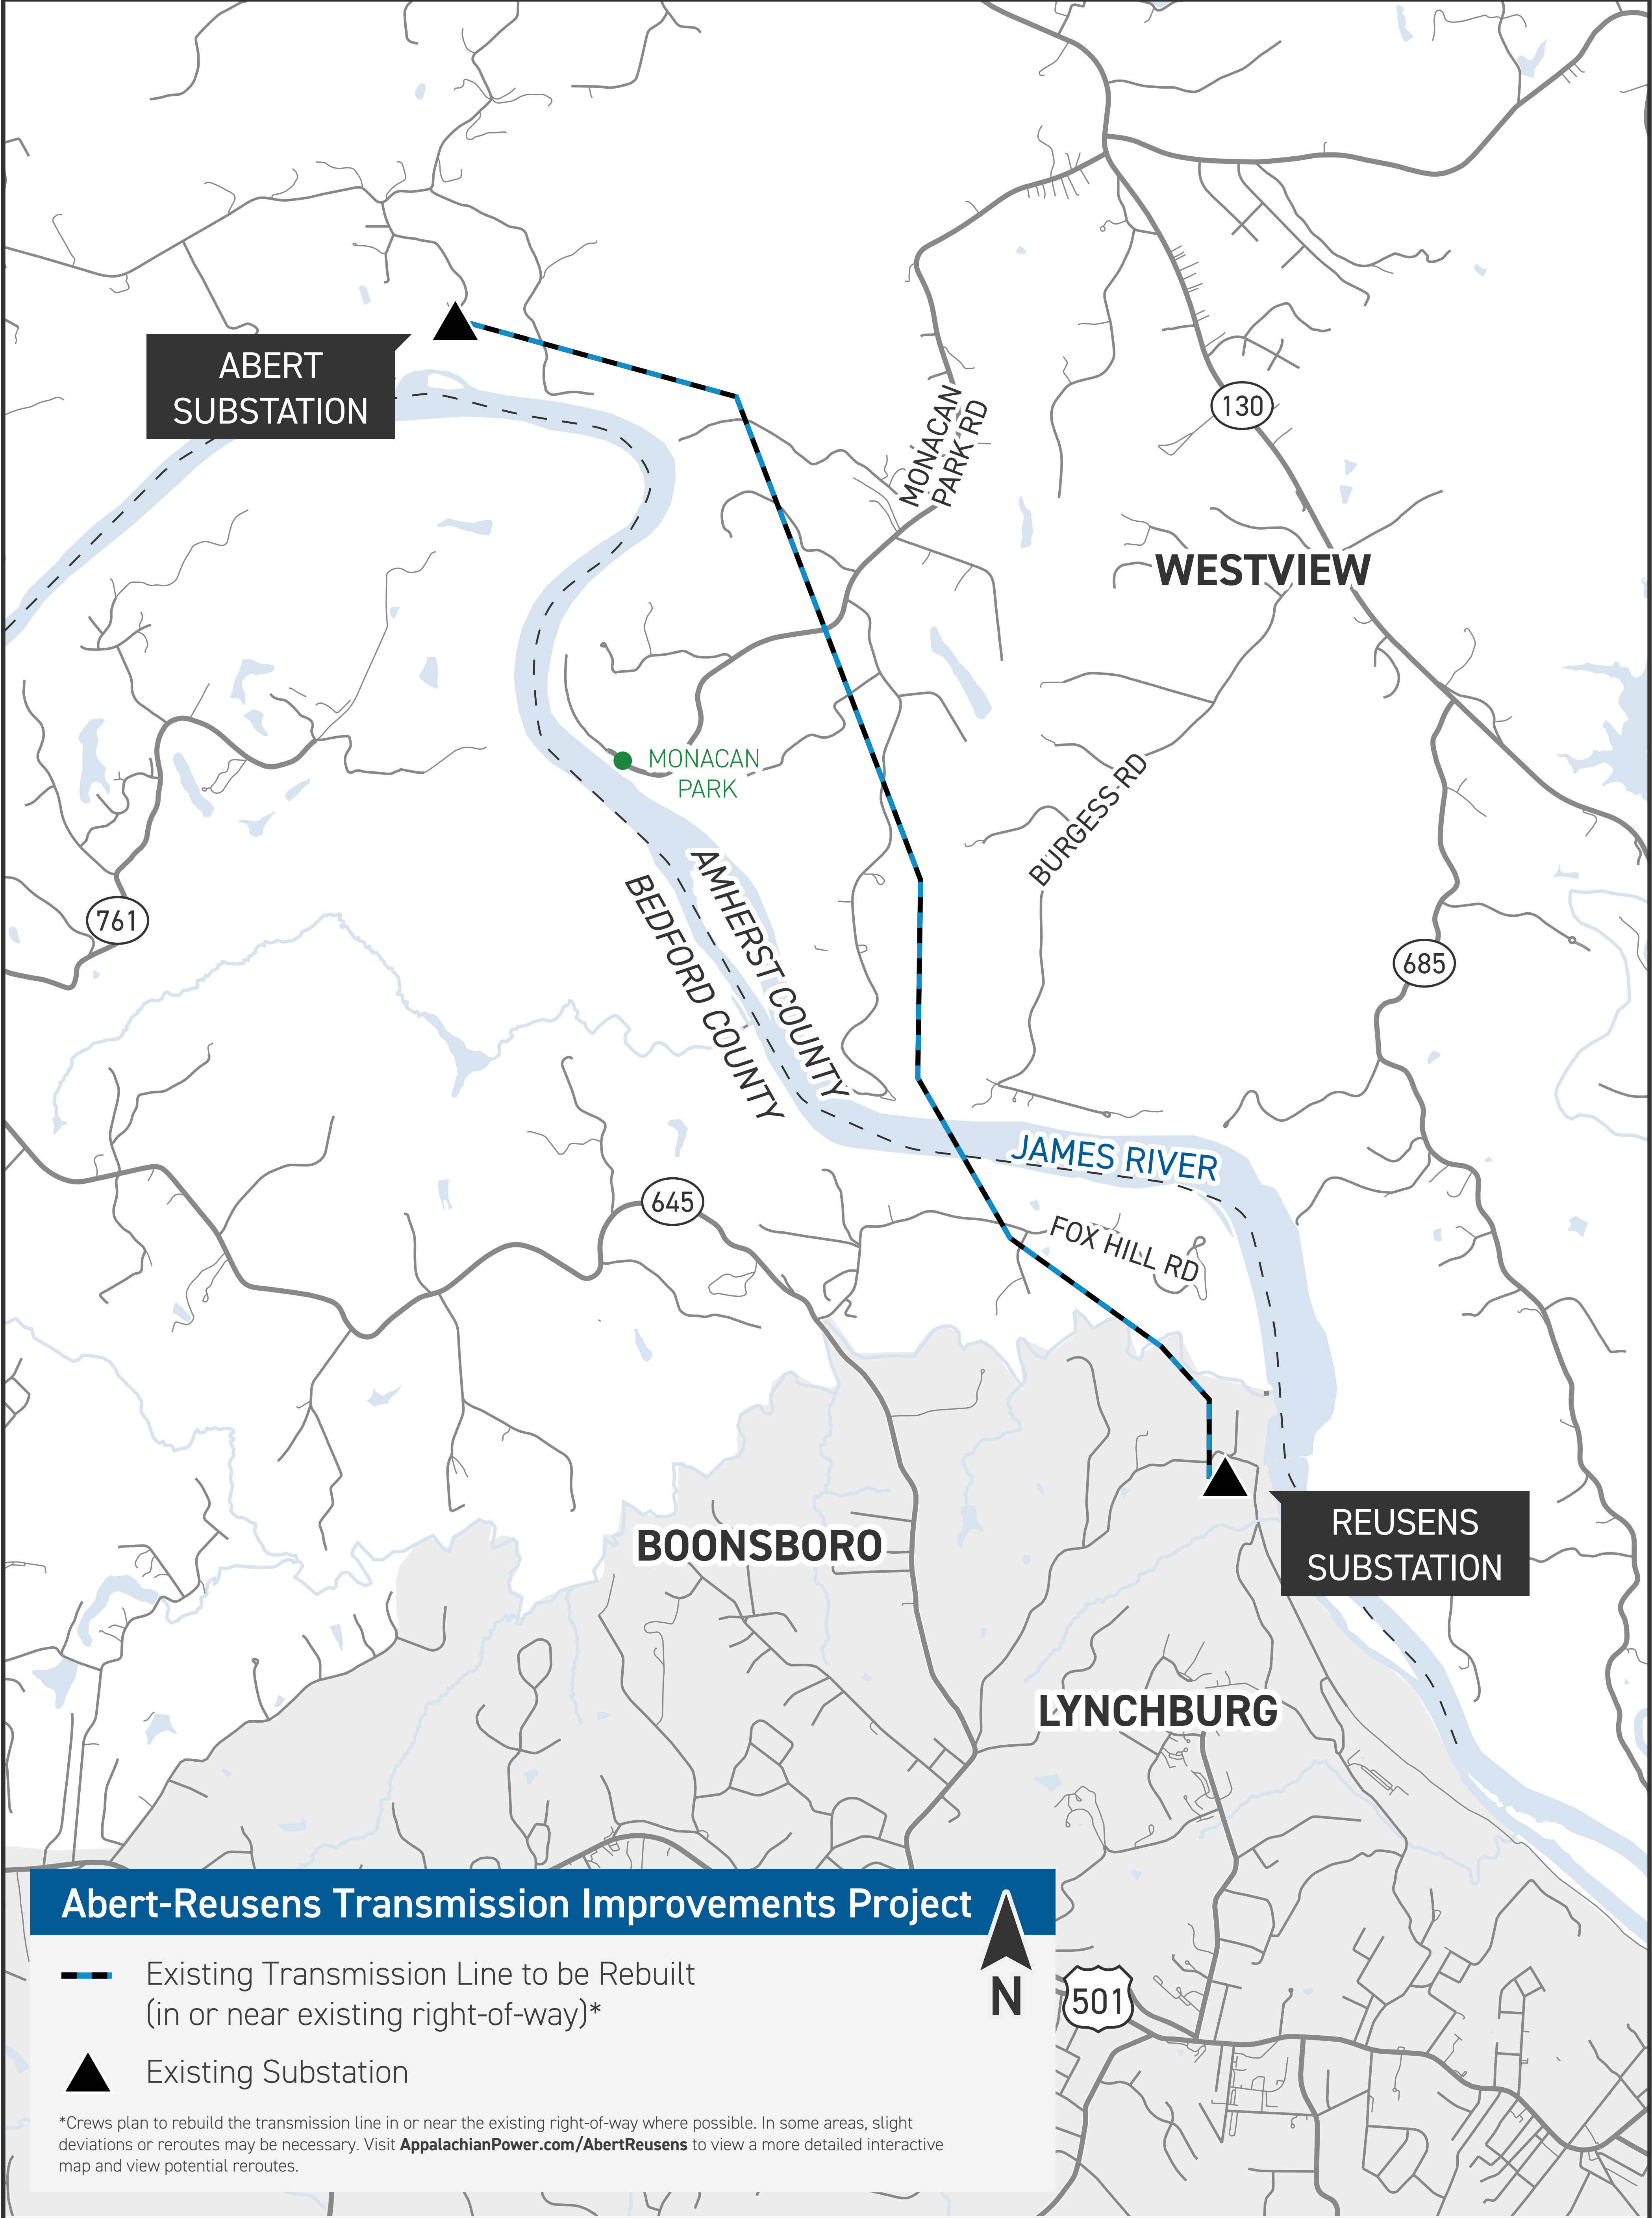 ABERT
SUBSTATION
MONACAN
PARK RD
130
WESTVIEW
MONACAN
PARK
BURGESS RD
AMHERST COUNTY
BEDFORD COUNTY
761
685
JAMES RIVER
645
FOX HILL RD
REUSENS
SUBSTATION
BOONSBORO
LYNCHBURG
Abert-Reusens Transmission Improvements Project
Existing Transmission Line to be Rebuilt
(in or near existing right-of-way)*
N
501
Existing Substation
*Crews plan to rebuild the transmission line in or near the existing right-of-way where possible. In some areas, slight
deviations or reroutes may be necessary. Visit AppalachianPower.com/AbertReusens to view a more detailed interactive
map and view potential reroutes.